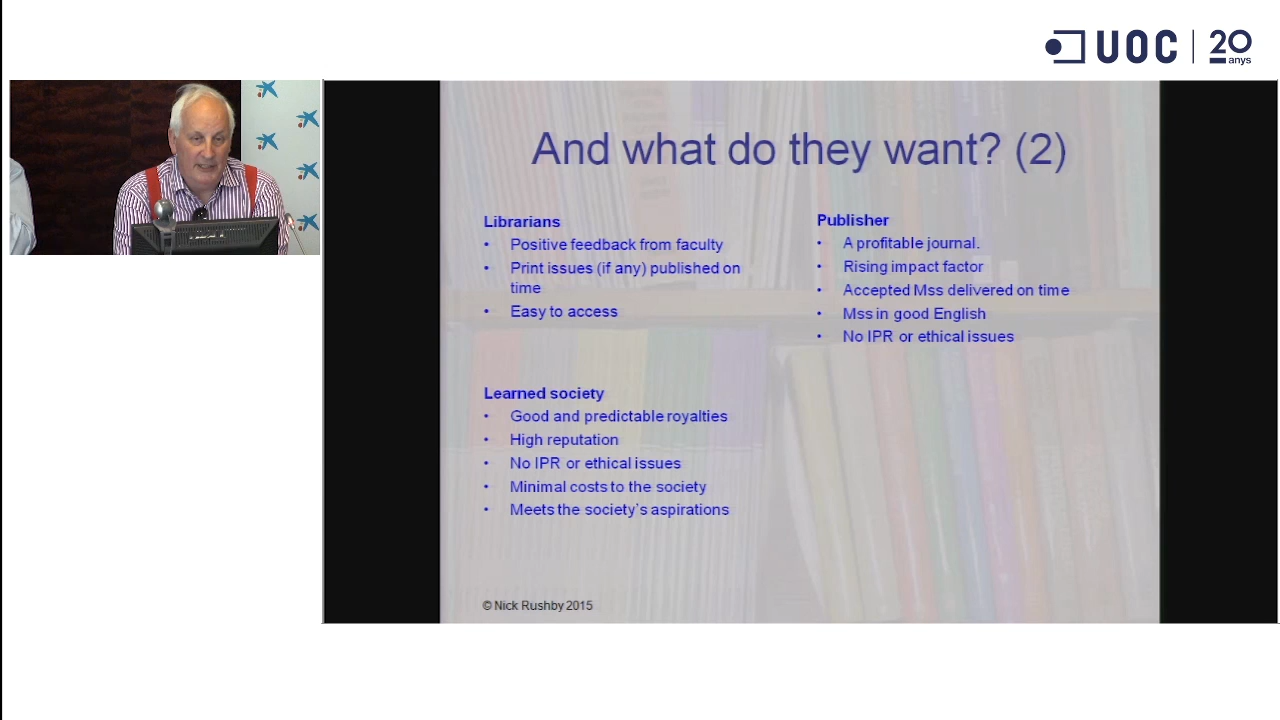 UOC
20
anys
And what do they want? (2)
Librarians
• Positive feedback from faculty
• Print issues (if any) published on
time
• Easy to access
Publisher
• A profitable journal.
• Rising impact factor
• Accepted Mss delivered on time
• Mss in good English
• No IPR or ethical issues
Learned society
• Good and predictable royalties
• High reputation
• No IPR or ethical issues
• Minimal costs to the society
• Meets the society's aspirations
© Nick Rushby 2015